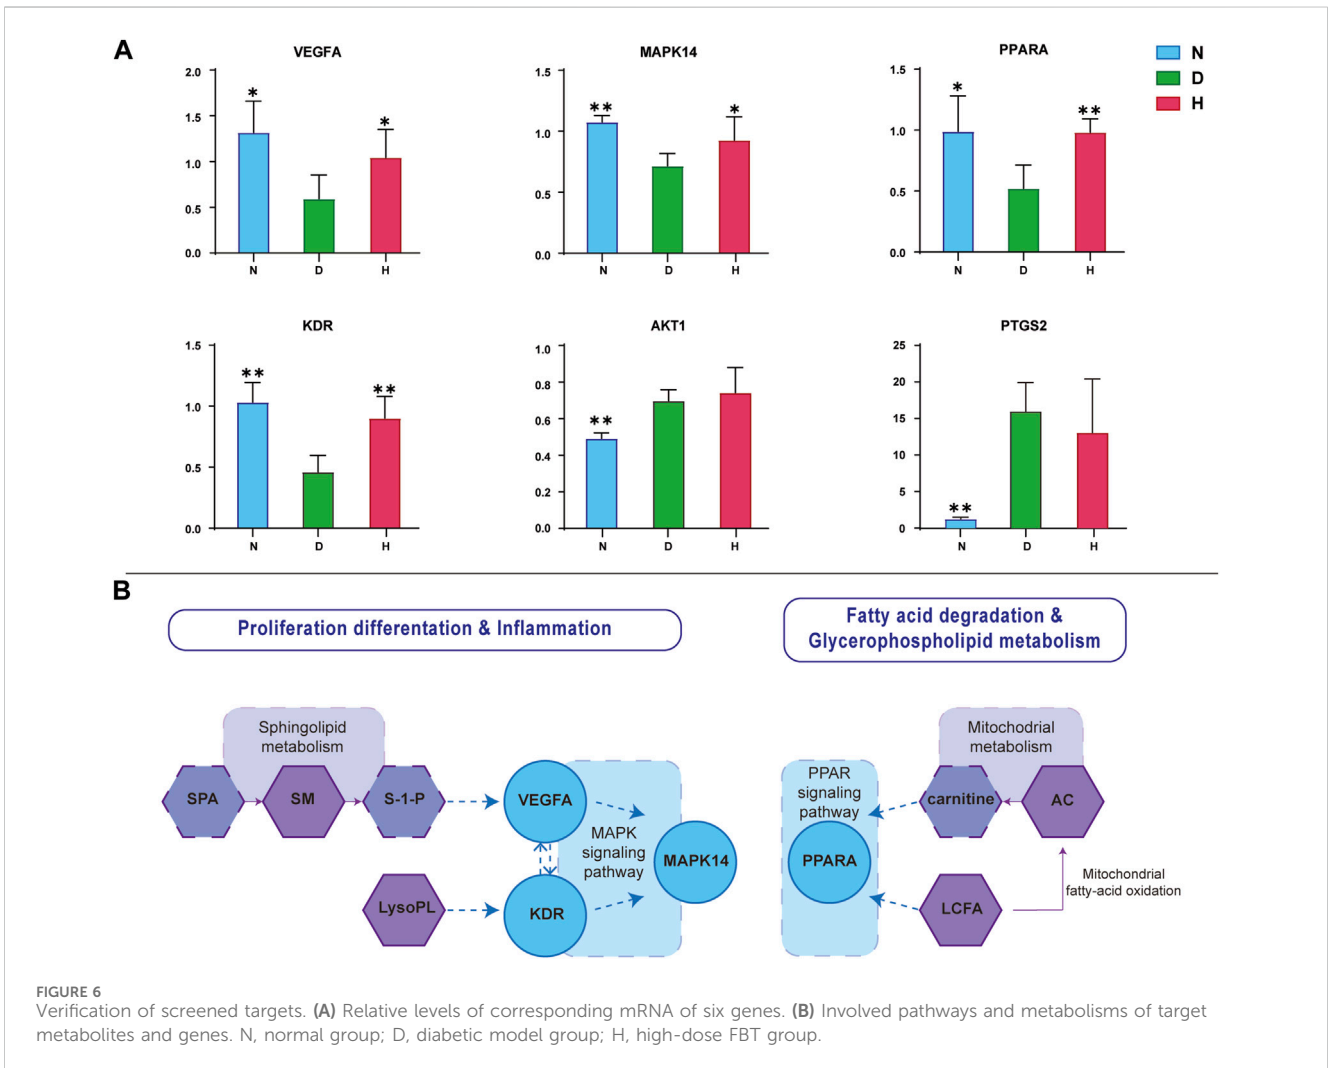 A
VEGFA
2.0
1.5
1.0
0.5
0.0
*
*
N
D
H
MAPK14
1.5
1.0
0.5
0.0
**
*
N
D
H
PPARA
1.5
1.0
0.5
0.0
*
**
N
D
H
N
D
H
KDR
1.5
1.0
0.5
0.0
**
**
N
D
H
AKT1
1.0
0.8
0.6
0.4
0.2
0.0
**
N
D
H
PTGS2
25
20
15
10
5
0
**
N
D
H
B
Proliferation differentation & Inflammation
Fatty acid degradation &
Glycerophospholipid metabolism
Sphingolipid
metabolism
SPA
SM
S-1-P
LysoPL
VEGFA
KDR
MAPK
signaling
pathway
MAPK14
PPAR
signaling
pathway
PPARA
Mitochodrial
metabolism
carnitine
AC
LCFA
Mitochondrial
fatty-acid oxidation
FIGURE 6
Verification of screened targets. (A) Relative levels of corresponding mRNA of six genes. (B) Involved pathways and metabolisms of target
metabolites and genes. N, normal group; D, diabetic model group; H, high-dose FBT group.